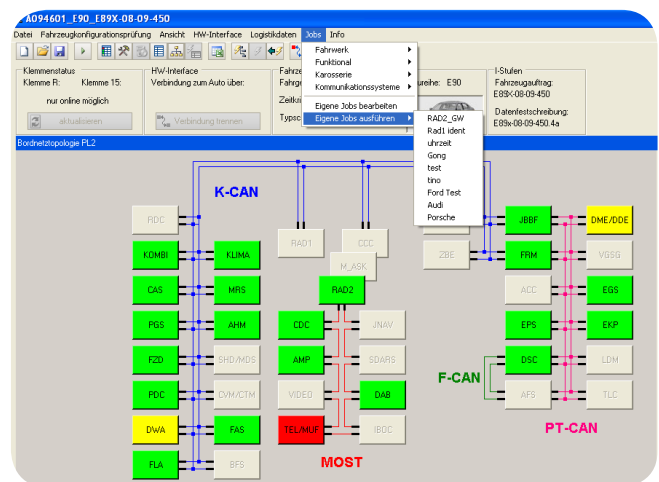 A094601_E90_E89X-08-09-450
Datei Fahrzeugkonfigurationsprüfung Ansicht HW-Interface Logistikdaten Jobs Info
Klemmenstatus
Klemme R: Klemme 15:
nur online möglich
aktualisieren
HW-Interface
Verbindung zum Auto über:
Verbindung trennen
Fahrze
Fahrge
Zeitkri
Typsc
ureihe: E90
I-Stufen
Fahrzeugauftrag:
E89X-08-09-450
Datenfestschreibung:
E89x-08-09-450.4a
Fahrwerk
Funktional
Karosserie
Kommunikationssysteme
Eigene Jobs bearbeiten
Eigene Jobs ausführen
RAD2_GW
Rad1 ident
uhrzeit
Gong
test
tino
Ford Test
Audi
Porsche
Bordnetztopologie PL2
K-CAN
RDC
KOMBI KLIMA
CAS MRS
PGS AHM
FZD SHD/MDS
PDC CVM/CTM
DWA FAS
FLA BFS
RAD1 CCC
M_ASK
RAD2
CDC JNAV
AMP SDARS
VIDEO DAB
TEL/MUF IBOC
MOST
ZBE
JBBF DME/DDE
FRM VGSG
ACC EGS
EPS EKP
DSC LDM
AFS TLC
F-CAN
PT-CAN